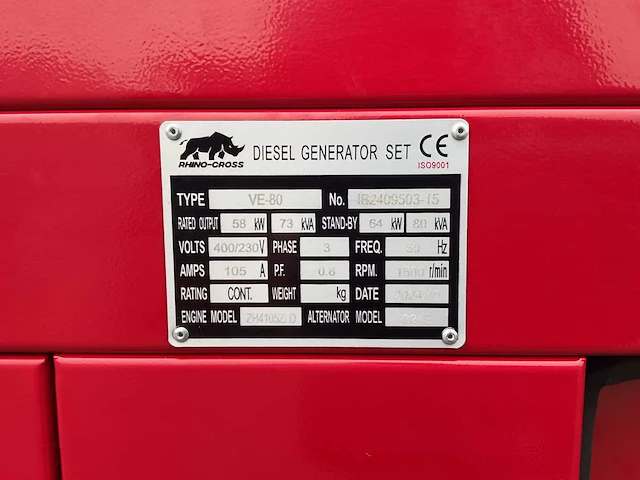 RHINO-CROSS
DIESEL GENERATOR SET CE
ISO9001
TYPE VE-80 No.
RATED OUTPUT 58 kW 73 kVA STAND-BY 64 kW 80 kVA
VOLTS 400/230V PHASE 3 FREQ. 50 Hz
AMPS 105 A P.F. 0.8 RPM. 1500 r/min
RATING CONT. WEIGHT kg DATE
ENGINE MODEL ALTERNATOR MODEL